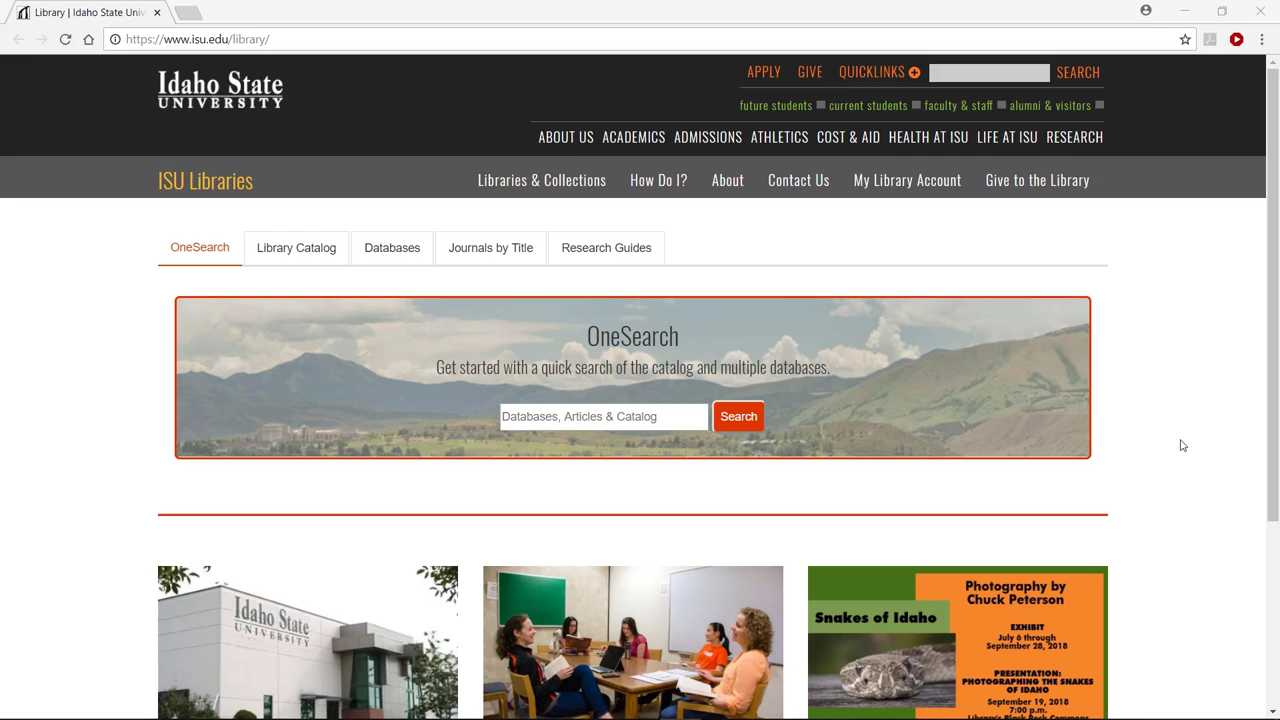 Library | Idaho State Univ
https://www.isu.edu/library/
Idaho State
UNIVERSITY
APPLY GIVE QUICKLINKS SEARCH
future students current students faculty & staff alumni & visitors
ABOUT US ACADEMICS ADMISSIONS ATHLETICS COST & AID HEALTH AT ISU LIFE AT ISU RESEARCH
ISU Libraries
Libraries & Collections How Do I? About Contact Us My Library Account Give to the Library
OneSearch Library Catalog Databases Journals by Title Research Guides
OneSearch
Get started with a quick search of the catalog and multiple databases.
Databases, Articles & Catalog Search
Idaho State
UNIVERSITY
Snakes of Idaho
Photography by
Chuck Peterson
EXHIBIT
July 6 through
September 28, 2018
PRESENTATION:
PHOTOGRAPHING THE SNAKES
OF IDAHO
September 19, 2018
7:00 p.m.
Library's Black Rock Commons